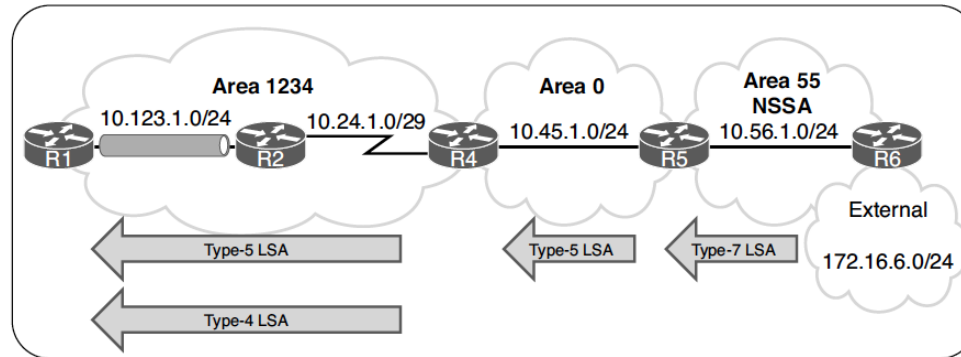 Area 1234
Area 0
Area 55
NSSA
10.123.1.0/24
10.24.1.0/29
10.45.1.0/24
10.56.1.0/24
R1
R2
R4
R5
R6
External
172.16.6.0/24
Type-5 LSA
Type-5 LSA
Type-7 LSA
Type-4 LSA